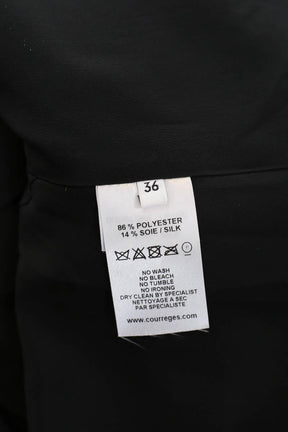 36
86 % POLYESTER
14 % SOIE / SILK
NO WASH
NO BLEACH
NO TUMBLE
NO IRONING
DRY CLEAN BY SPECIALIST
NETTOYAGE A SEC
PAR SPECIALISTE
www.courreges.com